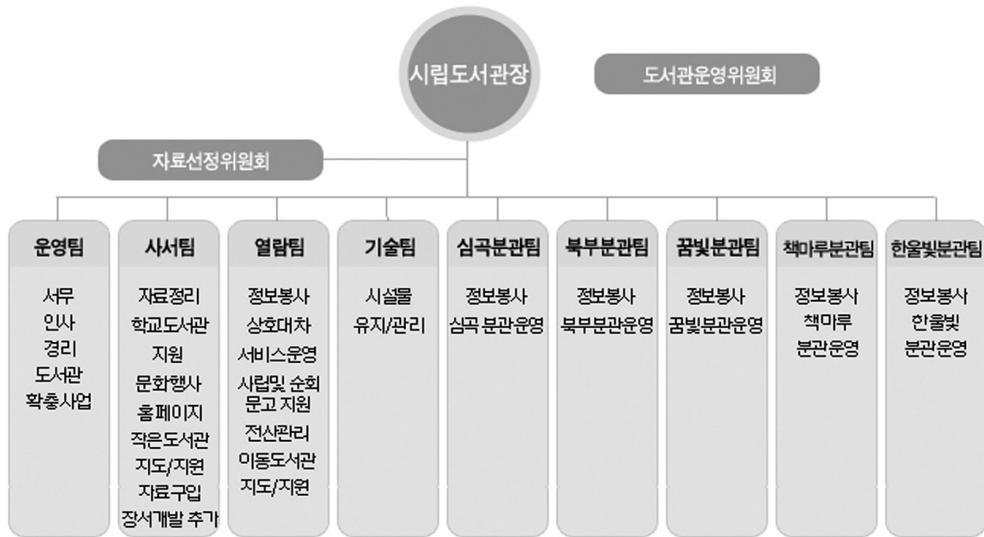 시립도서관장
도서관운영위원회
자료선정위원회
운영팀
서무
인사
경리
도서관
확충사업
사서팀
자료정리
학교도서관
지원
문화행사
홈페이지
작은도서관
지도/지원
자료구입
장서개발 추가
열람팀
정보봉사
상호대차
서비스운영
사립및 순회
문고 지원
전산관리
이동도서관
지도/지원
기술팀
시설물
유지/관리
심곡분관팀
정보봉사
심곡 분관운영
북부분관팀
정보봉사
북부분관운영
꿈빛분관팀
정보봉사
꿈빛분관운영
책마루분관팀
정보봉사
책마루
분관운영
한울빛분관팀
정보봉사
한울빛
분관운영